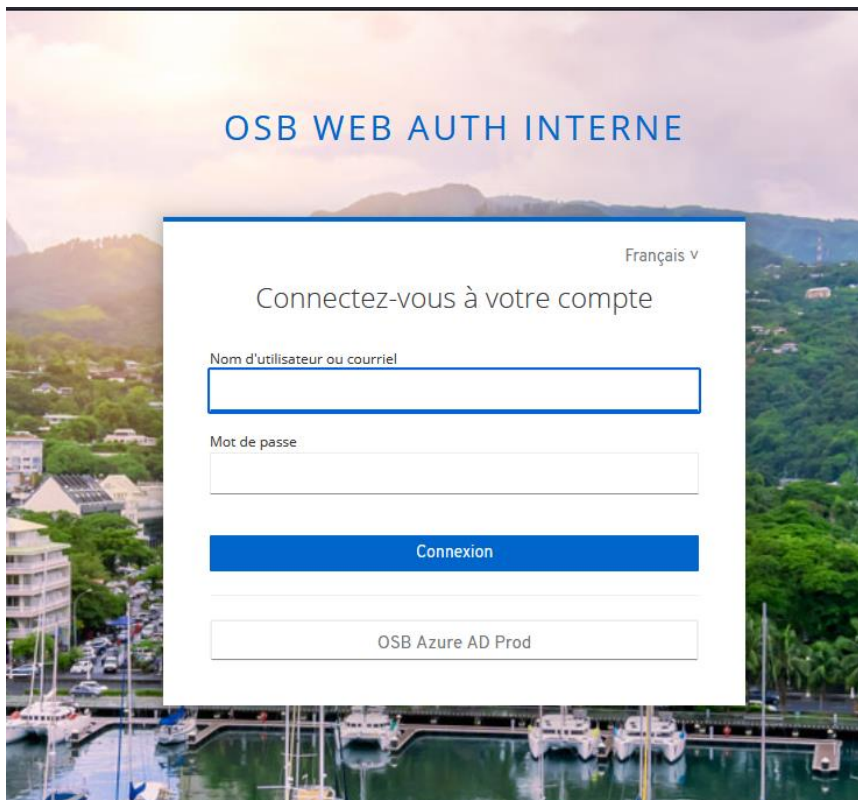 OSB WEB AUTH INTERNE
Français
Connectez-vous à votre compte
Nom d'utilisateur ou courriel
Mot de passe
Connexion
OSB Azure AD Prod